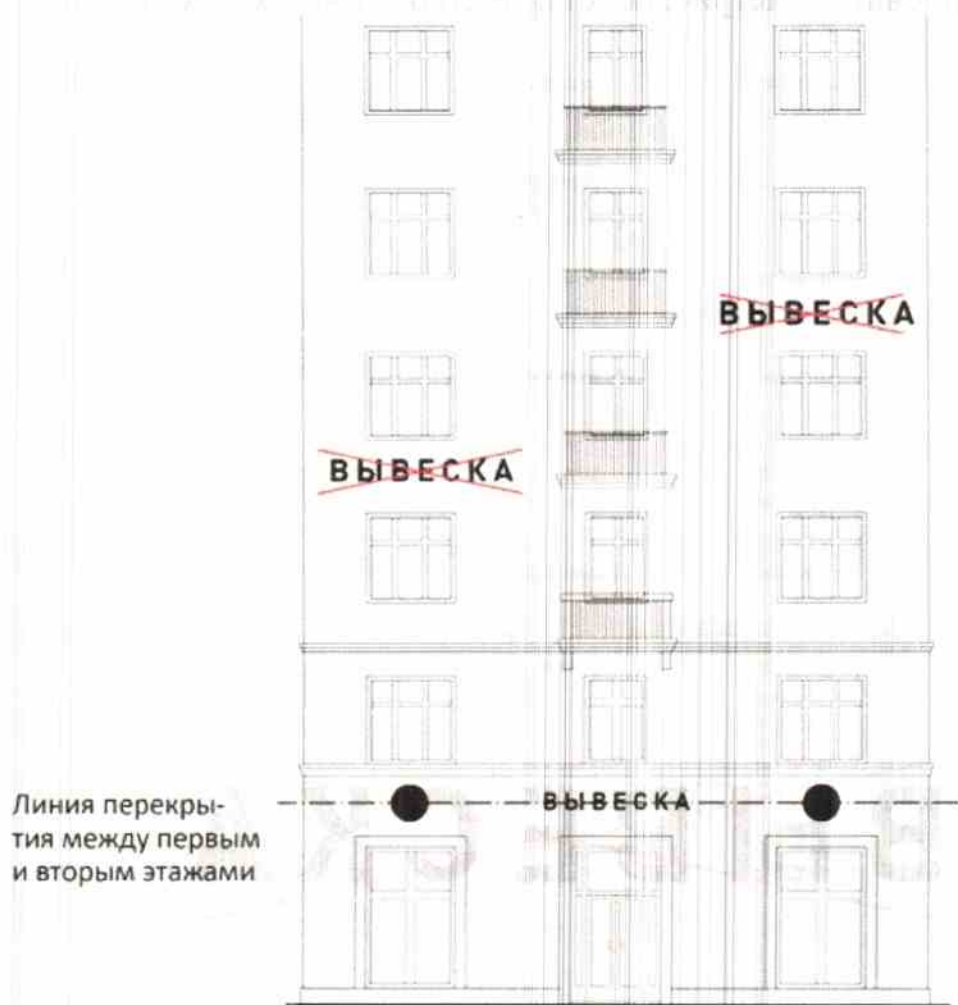 ВЫВЕСКА
ВЫВЕСКА
ВЫВЕСКА
Линия перекры-
тия между первым
и вторым этажами